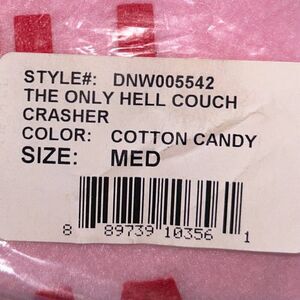 STYLE#: DNW005542
THE ONLY HELL COUCH
CRASHER
COLOR: COTTON CANDY
SIZE: MED
8 89739 10356 1